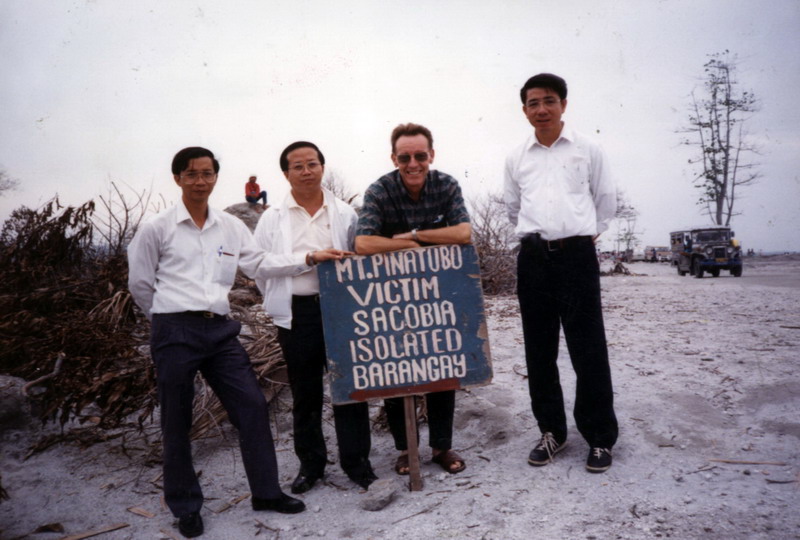 MT. PINATUBO
VICTIM
SACOBIA
ISOLATED
BARANGAY